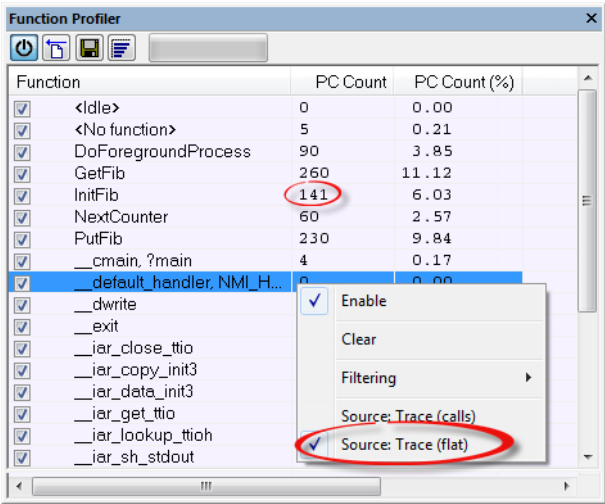 Function Profiler
Function PC Count PC Count (%)
<Idle> 0 0.00
<No function> 5 0.21
DoForegroundProcess 90 3.85
GetFib 260 11.12
InitFib 141 6.03
NextCounter 60 2.57
PutFib 230 9.84
__cmain, ?main 4 0.17
__default_handler, NMI_H... 0 0.00
__dwrite
__exit
__iar_close_ttio
__iar_copy_init3
__iar_data_init3
__iar_get_ttio
__iar_lookup_ttioh
__iar_sh_stdout
Enable
Clear
Filtering
Source: Trace (calls)
Source: Trace (flat)